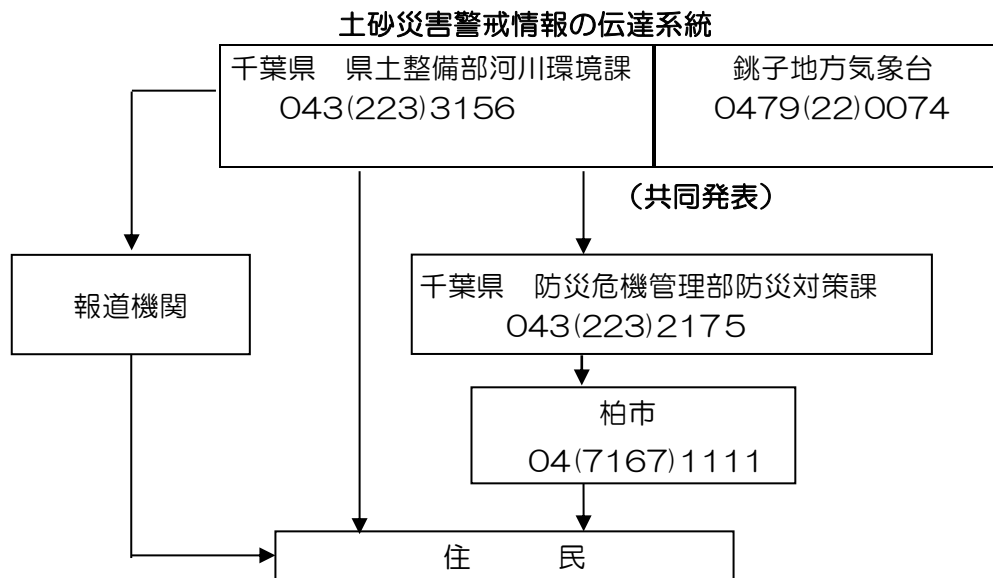 土砂災害警戒情報の伝達系統
千葉県　県土整備部河川環境課
043(223)3156
銚子地方気象台
0479(22)0074
（共同発表）
報道機関
千葉県　防災危機管理部防災対策課
043(223)2175
柏市
04(7167)1111
住　　民